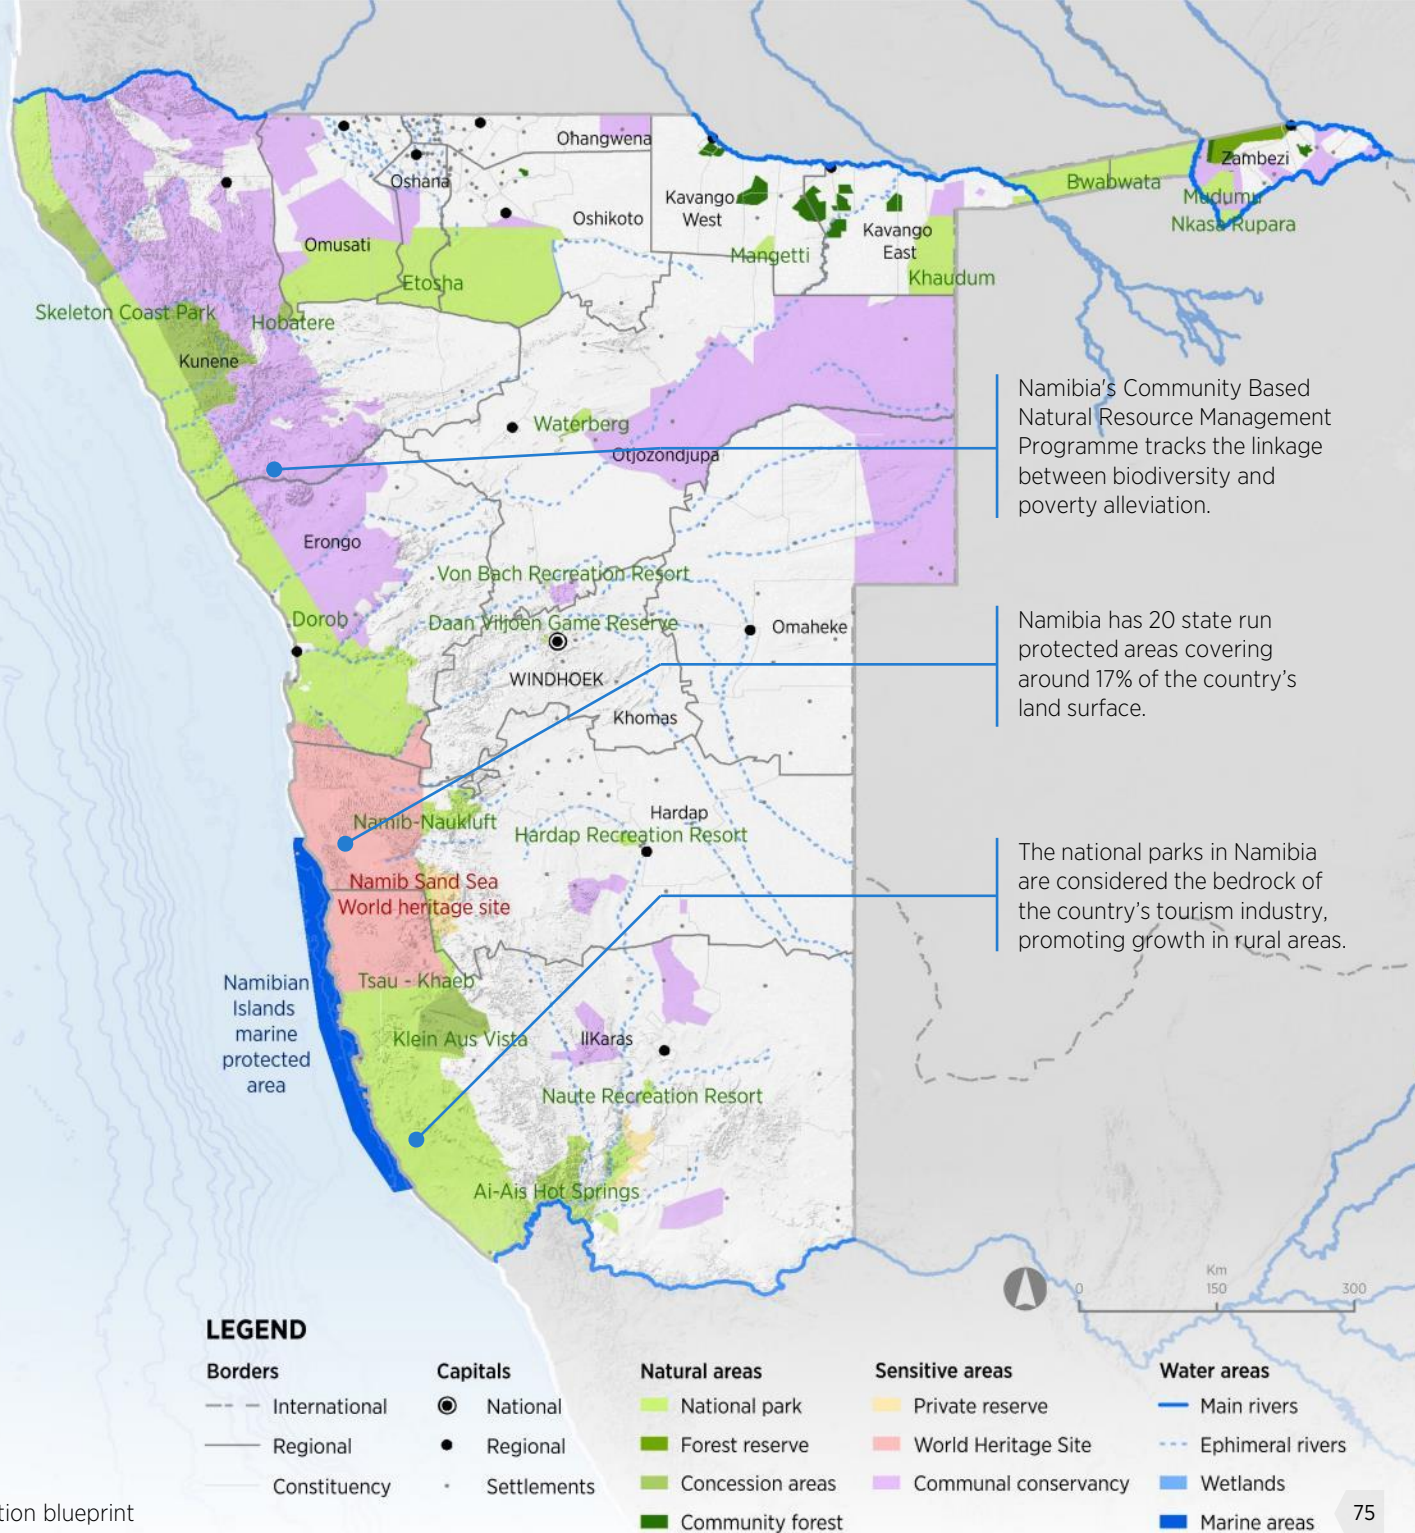 Ohangwena
Oshana
Zambezi
Bwabwata
Mudumu
Nkasa Rupara
Kavango
West
Oshikoto
Kavango
East
Omusati
Mangetti
Etosha
Khaudum
Skeleton Coast Park
Hobatere
Kunene
Namibia's Community Based
Natural Resource Management
Programme tracks the linkage
between biodiversity and
poverty alleviation.
Waterberg
Otjozondjupa
Erongo
Von Bach Recreation Resort
Dorob
Daan Viljoen Game Reserve
Omaheke
Namibia has 20 state run
protected areas covering
around 17% of the country's
land surface.
WINDHOEK
Khomas
Hardap
Namib-Naukluft
Hardap Recreation Resort
The national parks in Namibia
are considered the bedrock of
the country's tourism industry,
promoting growth in rural areas.
Namib Sand Sea
World heritage site
Tsau - Khaeb
Namibian
Islands
marine
protected
area
Klein Aus Vista
IlKaras
Naute Recreation Resort
Ai-Ais Hot Springs
Km
0 150 300
LEGEND
Borders
International
Regional
Constituency
Capitals
National
Regional
Settlements
Natural areas
National park
Forest reserve
Concession areas
Community forest
Sensitive areas
Private reserve
World Heritage Site
Communal conservancy
Water areas
Main rivers
Ephimeral rivers
Wetlands
Marine areas
tion blueprint
75